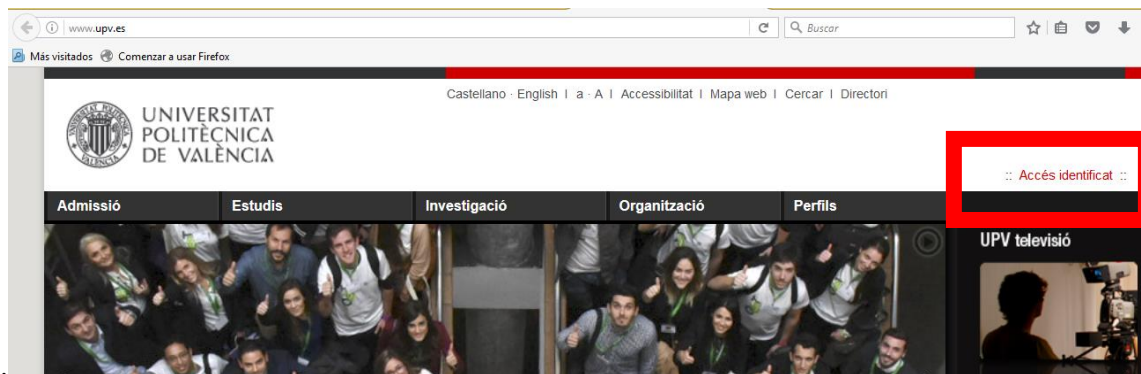 www.upv.es
Buscar
Más visitados Comenzar a usar Firefox
Castellano · English | a · A | Accessibilitat | Mapa web | Cercar | Directori
UNIVERSITAT
POLITÈCNICA
DE VALÈNCIA
:: Accés identificat ::
Admissió Estudis Investigació Organització Perfils
UPV televisió